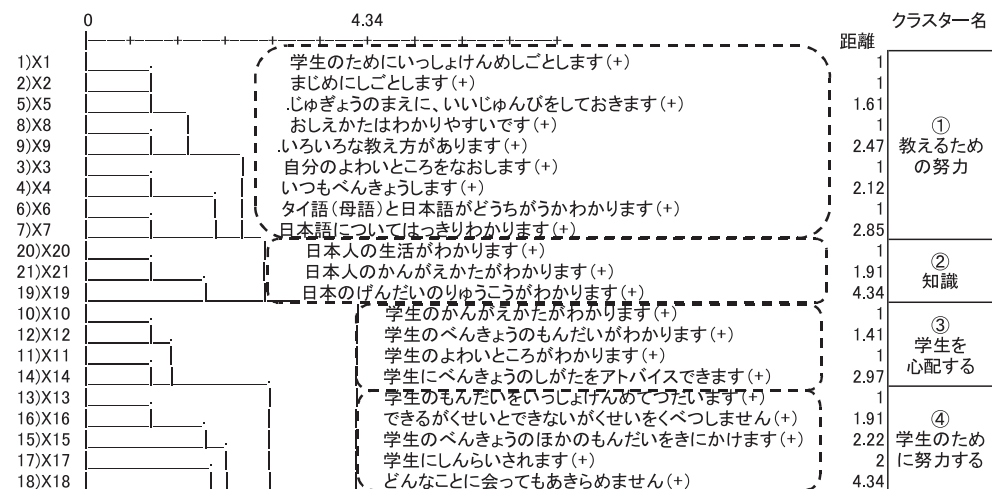 0 4.34 クラスター名
距離
1)X1 学生のためにいっしょけんめしごとします(+) 1
2)X2 まじめにしごとします(+) 1
5)X5 .じゅぎょうのまえに、いいじゅんびをしておきます(+) 1.61
8)X8 おしえかたはわかりやすいです(+) 1
9)X9 .いろいろな教え方があります(+) 2.47
3)X3 自分のよわいところをなおします(+) 1
4)X4 いつもべんきょうします(+) 2.12
6)X6 タイ語(母語)と日本語がどうちがうかわかります(+) 1
7)X7 日本語についてはっきりわかります(+) 2.85
①
教えるため
の努力
20)X20 日本人の生活がわかります(+) 1
21)X21 日本人のかんがえかたがわかります(+) 1.91
19)X19 日本のげんだいのりゅうこうがわかります(+) 4.34
②
知識
10)X10 学生のかんがえかたがわかります(+) 1
12)X12 学生のべんきょうのもんだいがわかります(+) 1.41
11)X11 学生のよわいところがわかります(+) 1
14)X14 学生にべんきょうのしがたをアトバイスできます(+) 2.97
③
学生を
心配する
13)X13 学生のもんだいをいっしょけんめてつだいます(+) 1
16)X16 できるがくせいとできないがくせいをくべつしません(+) 1.91
15)X15 学生のべんきょうのほかのもんだいをきにかけます(+) 2.22
17)X17 学生にしんらいされます(+) 2
18)X18 どんなことに会ってもあきらめません(+) 4.34
④
学生のため
に努力する